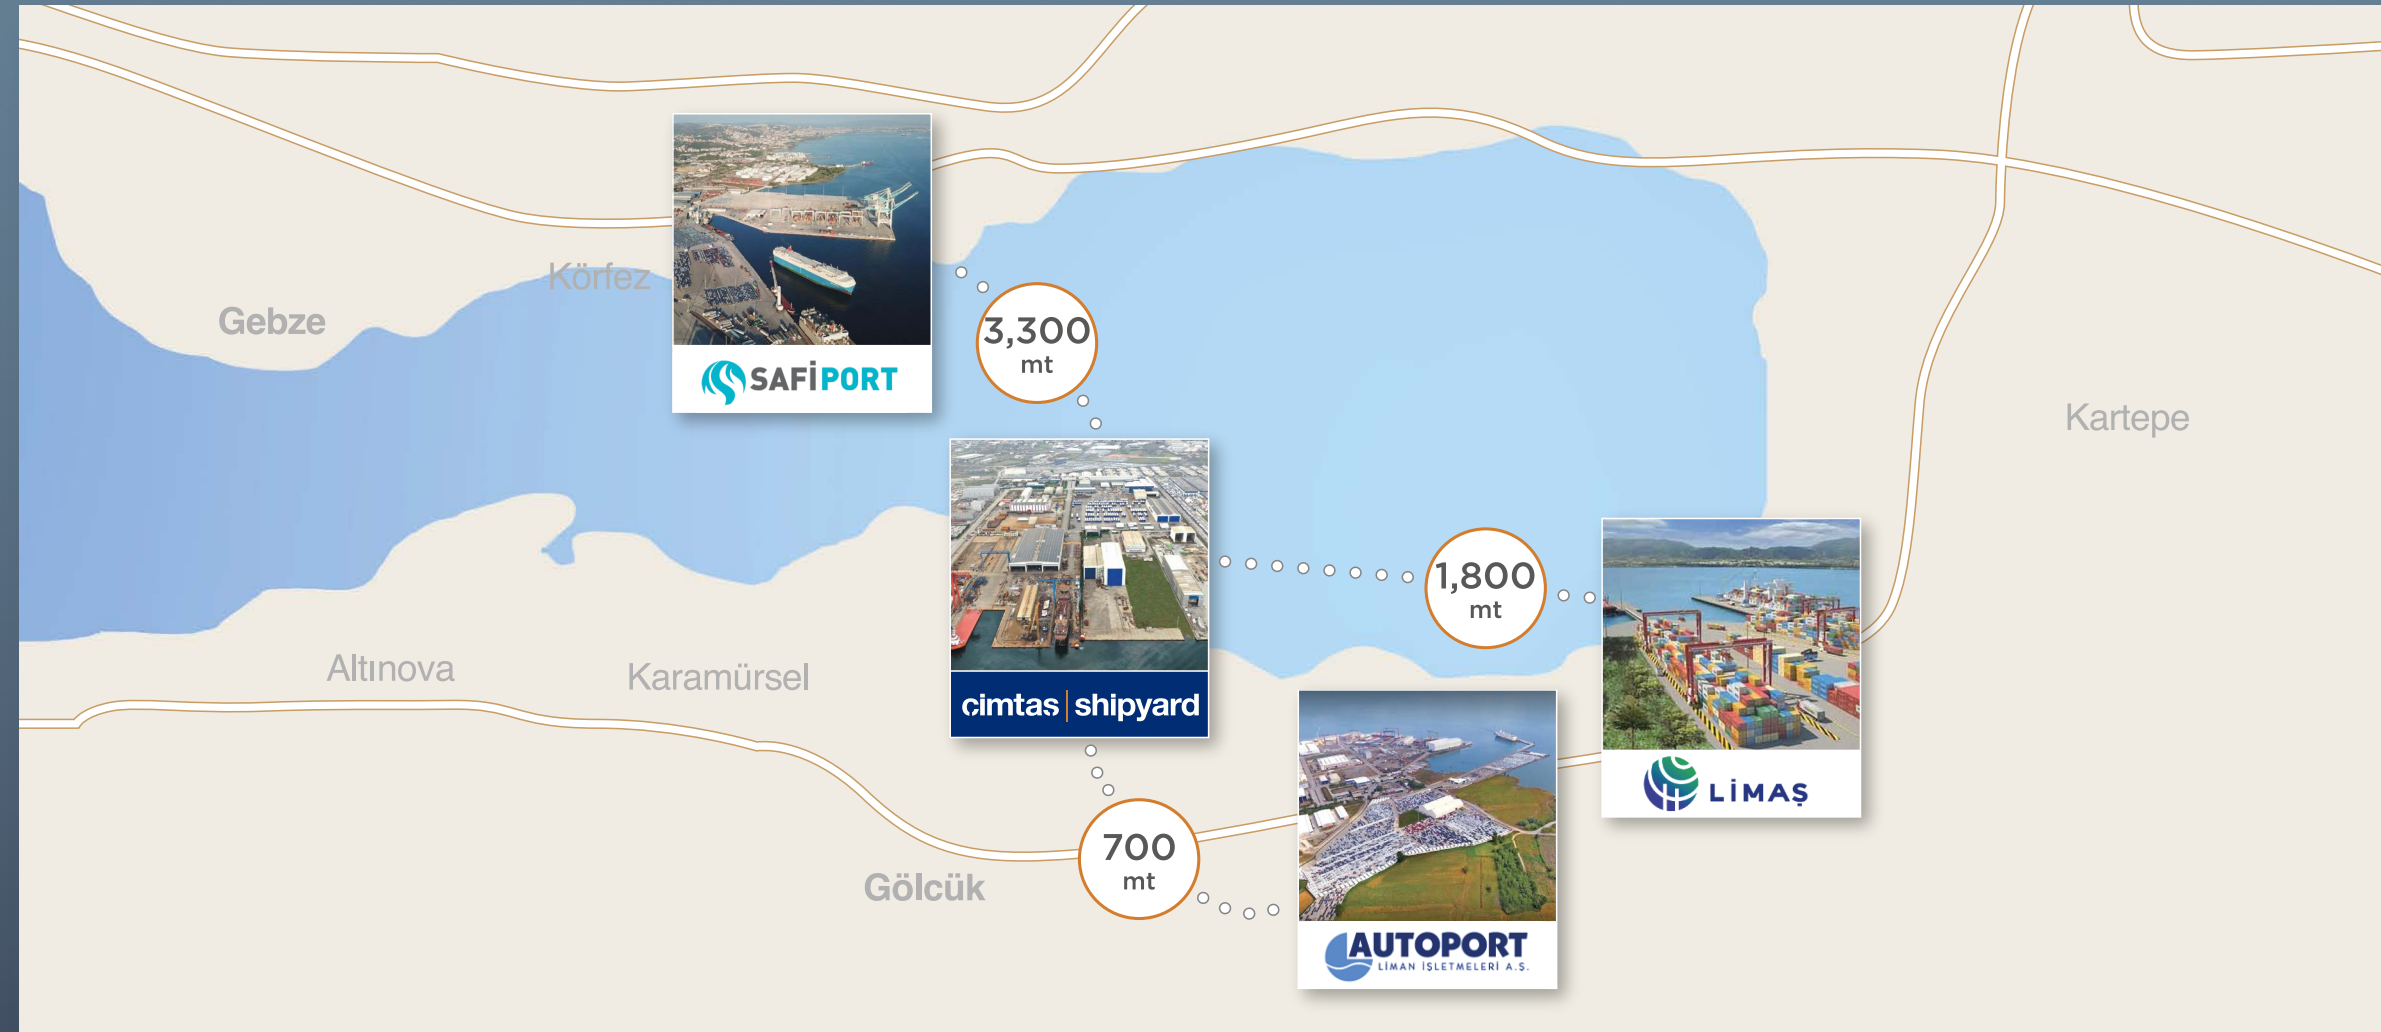 Körfez
Gebze
SAFİPORT
3,300
mt
Kartepe
cimtas | shipyard
1,800
mt
Altınova
Karamürsel
LİMAŞ
700
mt
Gölcük
AUTOPORT
LİMAN İŞLETMELERİ A.Ş.